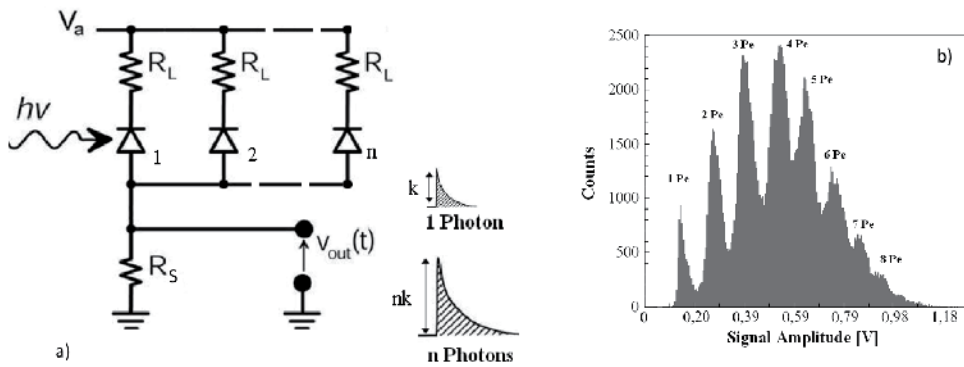 Va
RL RL RL
hν
1 2 n
k
1 Photon
vout(t)
RS
nk
n Photons
a)
b)
2500
2000
1500
1000
500
0
Counts
1 Pe
2 Pe
3 Pe
4 Pe
5 Pe
6 Pe
7 Pe
8 Pe
0 0,20 0,39 0,59 0,79 0,98 1,18
Signal Amplitude [V]